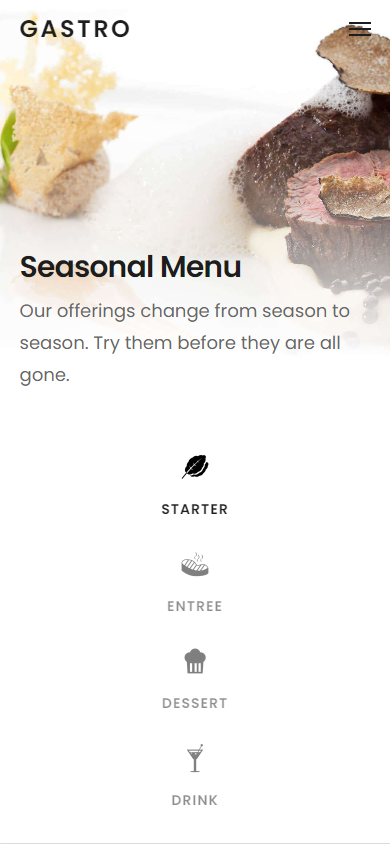 GASTRO
Seasonal Menu
Our offerings change from season to
season. Try them before they are all
gone.
STARTER
ENTREE
DESSERT
DRINK